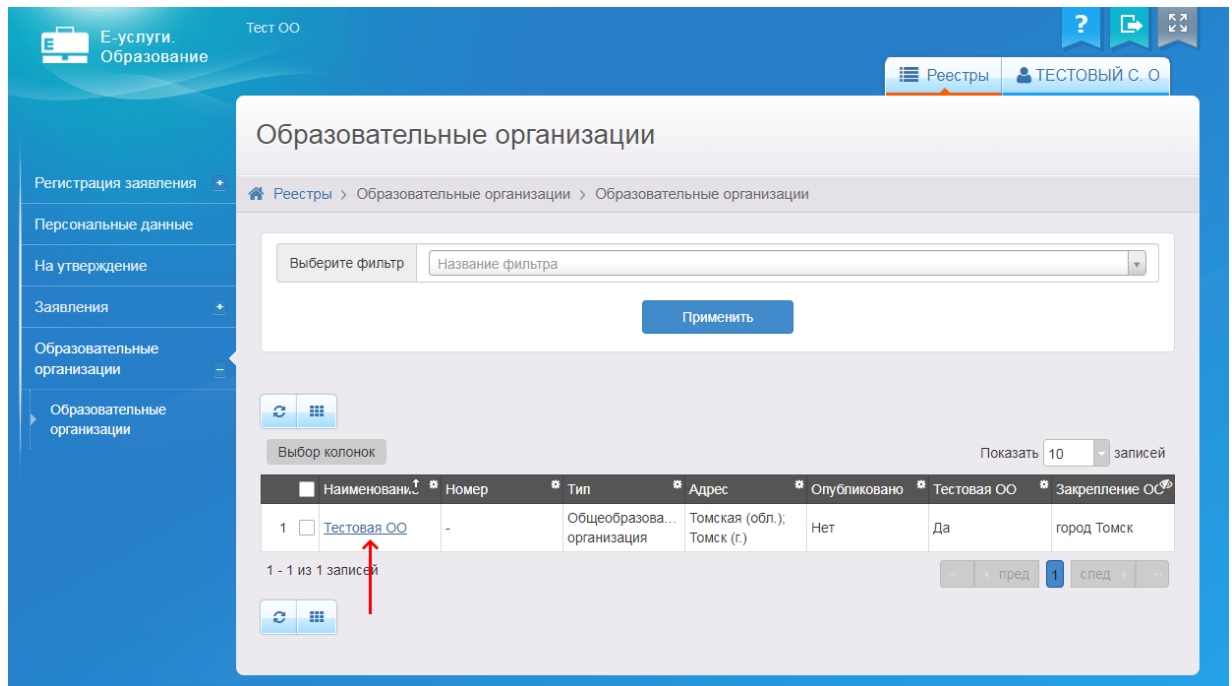 Е-услуги.
Образование
Тест ОО
?
Реестры
ТЕСТОВЫЙ С. О
Образовательные организации
Регистрация заявления
Персональные данные
На утверждение
Заявления
Образовательные
организации
Образовательные
организации
Реестры > Образовательные организации > Образовательные организации
Выберите фильтр Название фильтра
Применить
Выбор колонок
Показать 10 записей
Наименовани Номер Тип Адрес Опубликовано Тестовая ОО Закрепление ОО
1 Тестовая ОО - Общеобразова... Томская (обл.); Нет Да город Томск
организация Томск (г.)
1 - 1 из 1 записей
пред 1 след